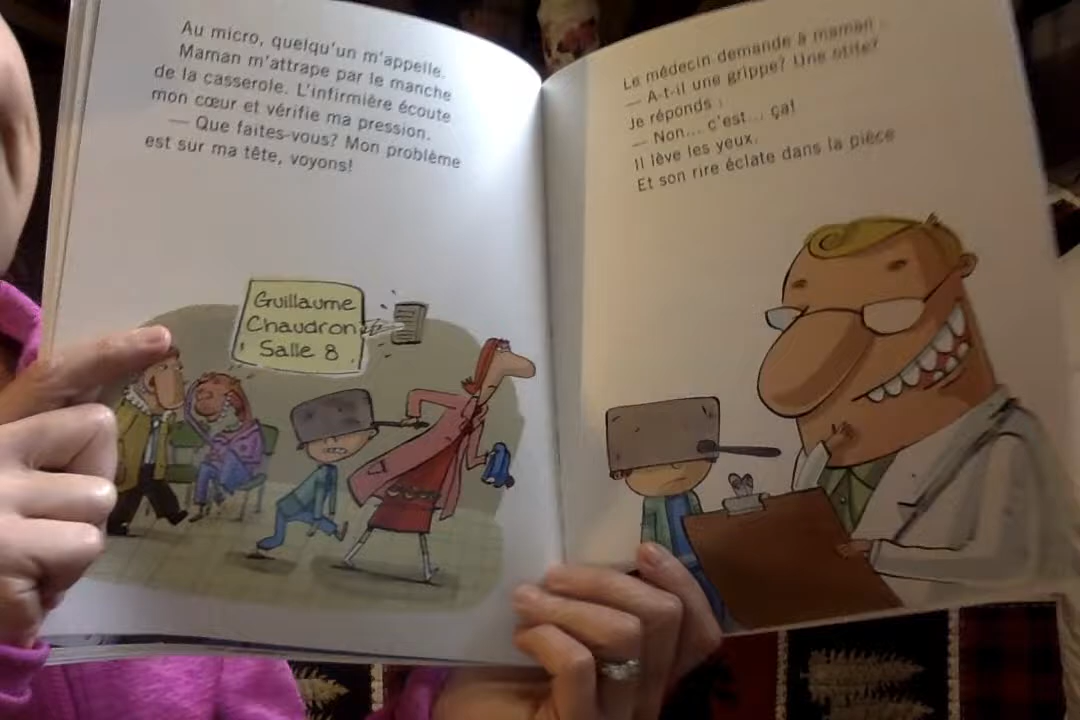 Au micro, quelqu'un m'appelle.
Maman m'attrape par le manche
de la casserole. L'infirmière écoute
mon cœur et vérifie ma pression.
— Que faites-vous? Mon problème
est sur ma tête, voyons!
Guillaume
Chaudron
Salle 8
Le médecin demande à maman :
— A-t-il une grippe? Une otite?
Je réponds :
— Non... c'est... ça!
Il lève les yeux.
Et son rire éclate dans la pièce